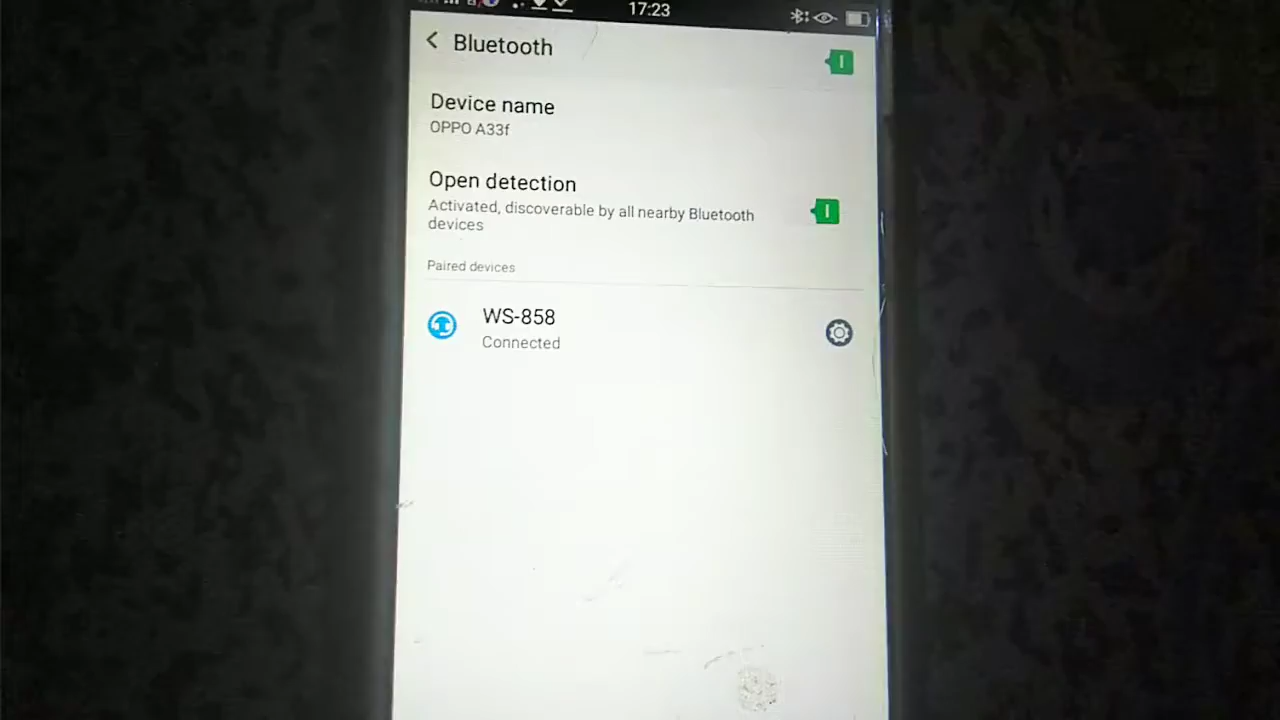 17:23
Bluetooth
Device name
OPPO A33f
Open detection
Activated, discoverable by all nearby Bluetooth
devices
Paired devices
WS-858
Connected